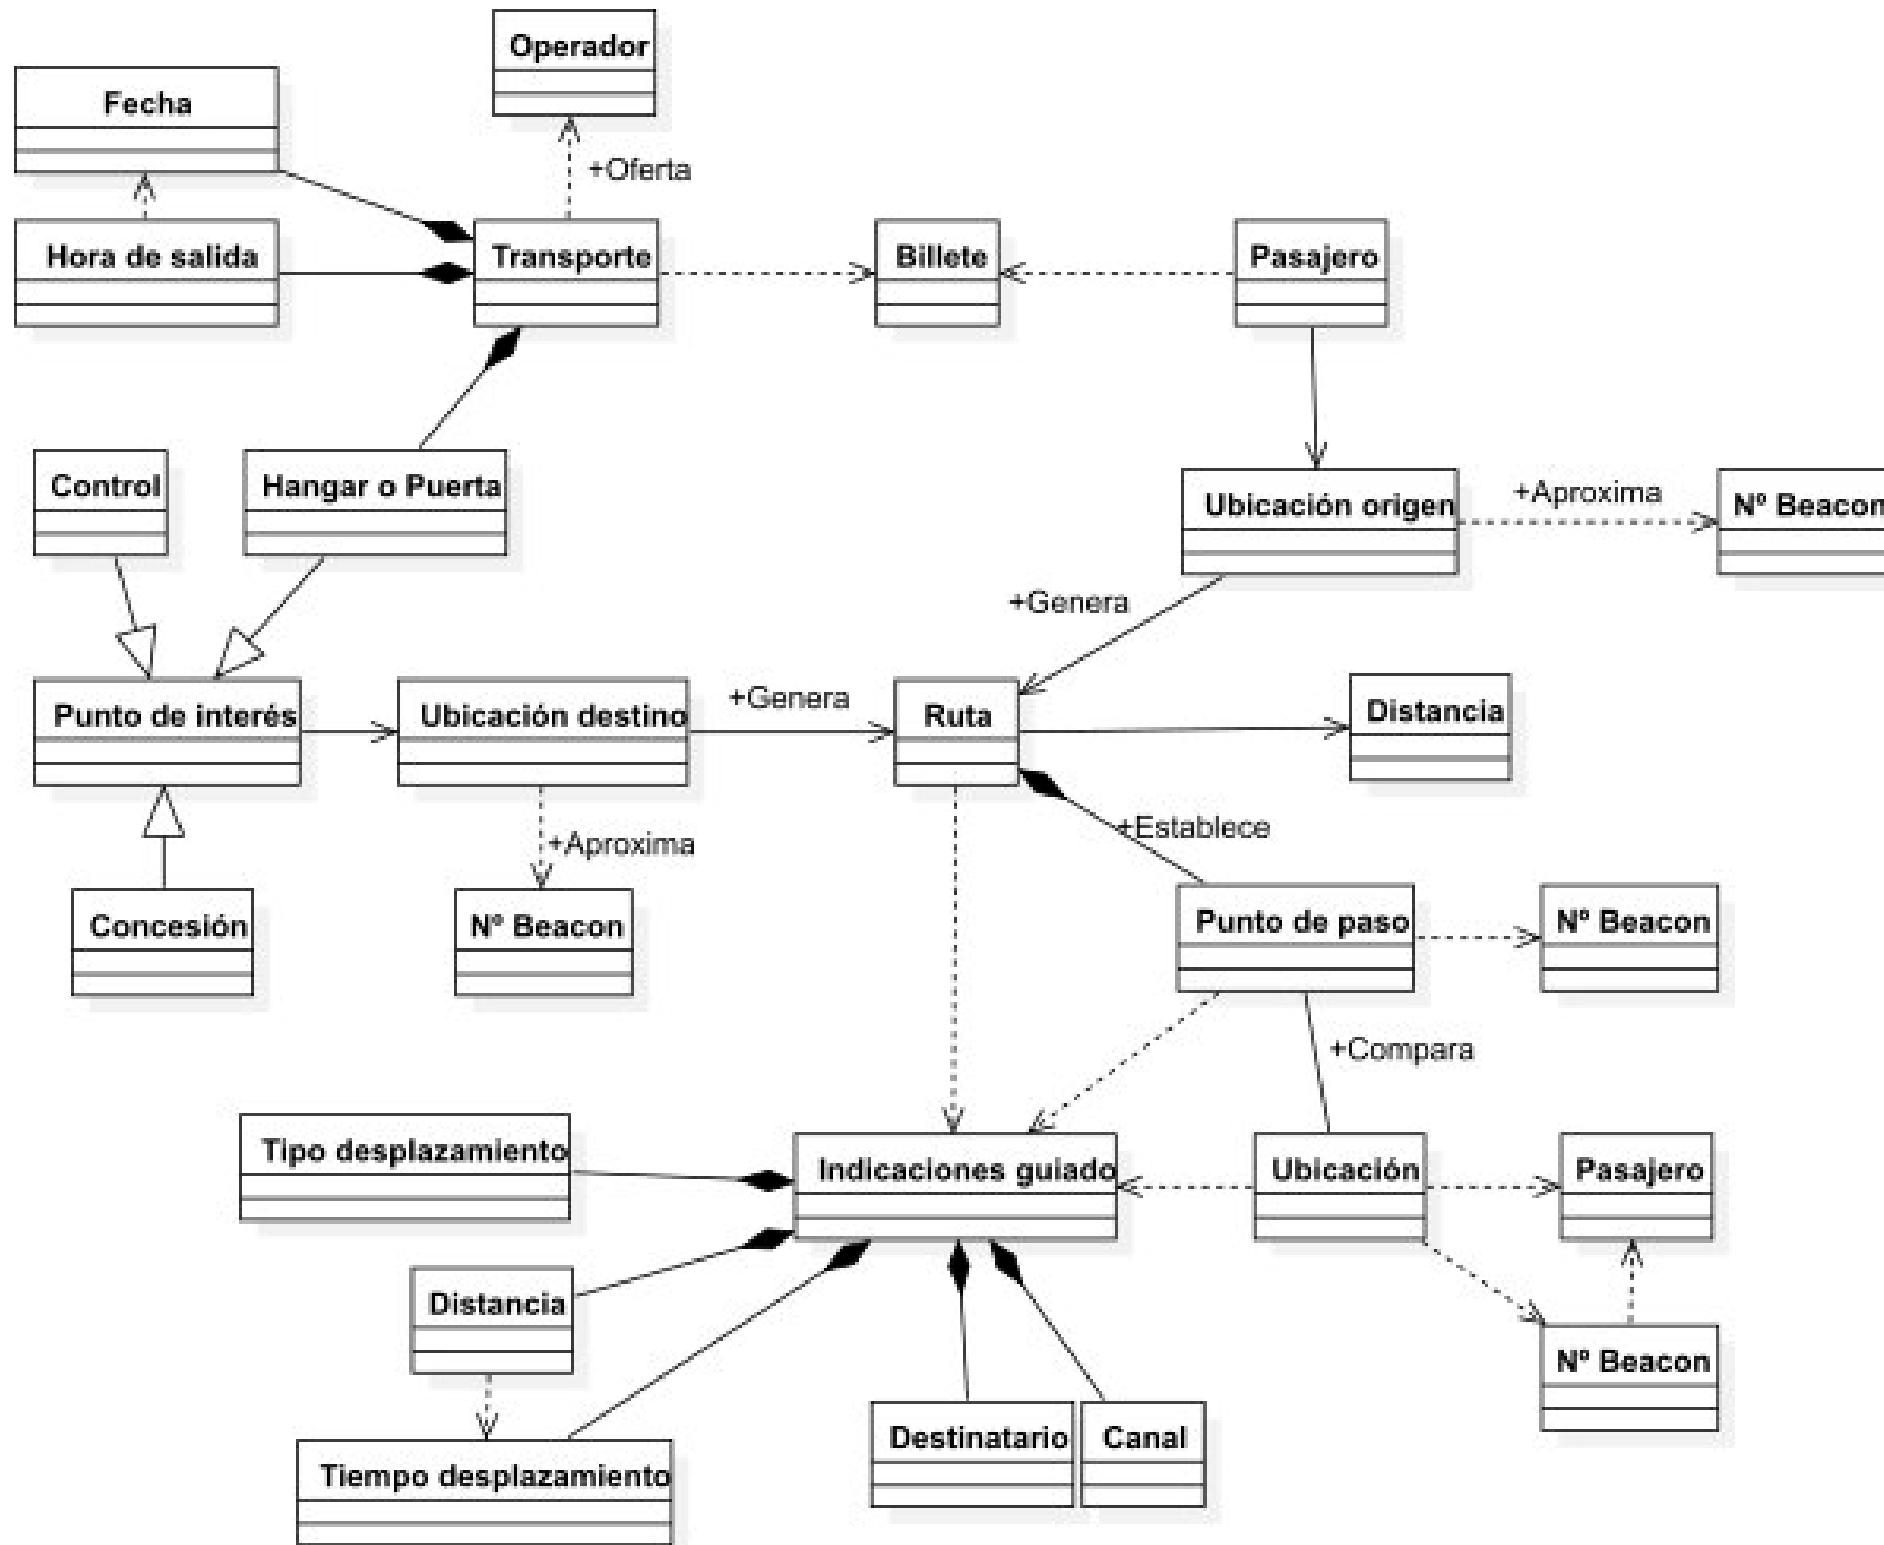 Operador
Fecha
+Oferta
Hora de salida
Transporte
Billete
Pasajero
Control
Hangar o Puerta
Ubicación origen
+Aproxima
Nº Beacon
+Genera
Punto de interés
Ubicación destino
+Genera
Ruta
Distancia
+Aproxima
+Establece
Concesión
Nº Beacon
Punto de paso
Nº Beacon
+Compara
Tipo desplazamiento
Indicaciones guiado
Ubicación
Pasajero
Distancia
Nº Beacon
Destinatario
Canal
Tiempo desplazamiento